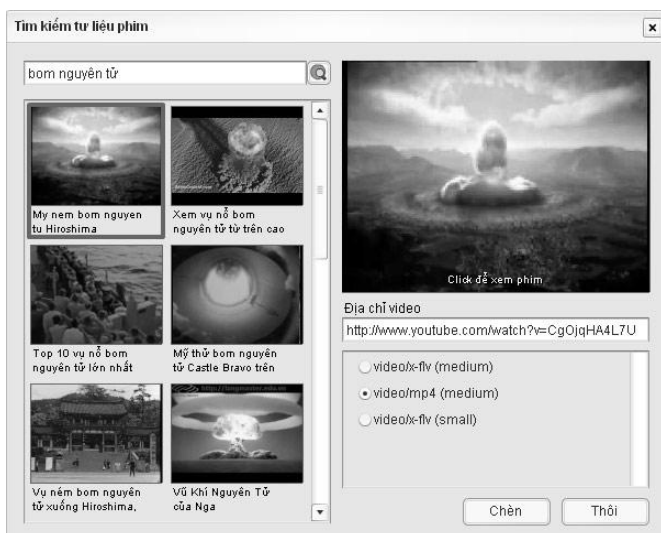 Tìm kiếm tư liệu phim
bom nguyên tử
My nem bom nguyen
tu Hiroshima
Xem vụ nổ bom
nguyên tử từ trên cao
Top 10 vụ nổ bom
nguyên tử lớn nhất
Mỹ thử bom nguyên
tử Castle Bravo trên
Vụ ném bom nguyên
tử xuống Hiroshima,
Vũ Khí Nguyên Tử
của Nga
Click để xem phim
Địa chỉ video
http://www.youtube.com/watch?v=CgOjqHA4L7U
video/x-flv (medium)
video/mp4 (medium)
video/x-flv (small)
Chèn
Thôi